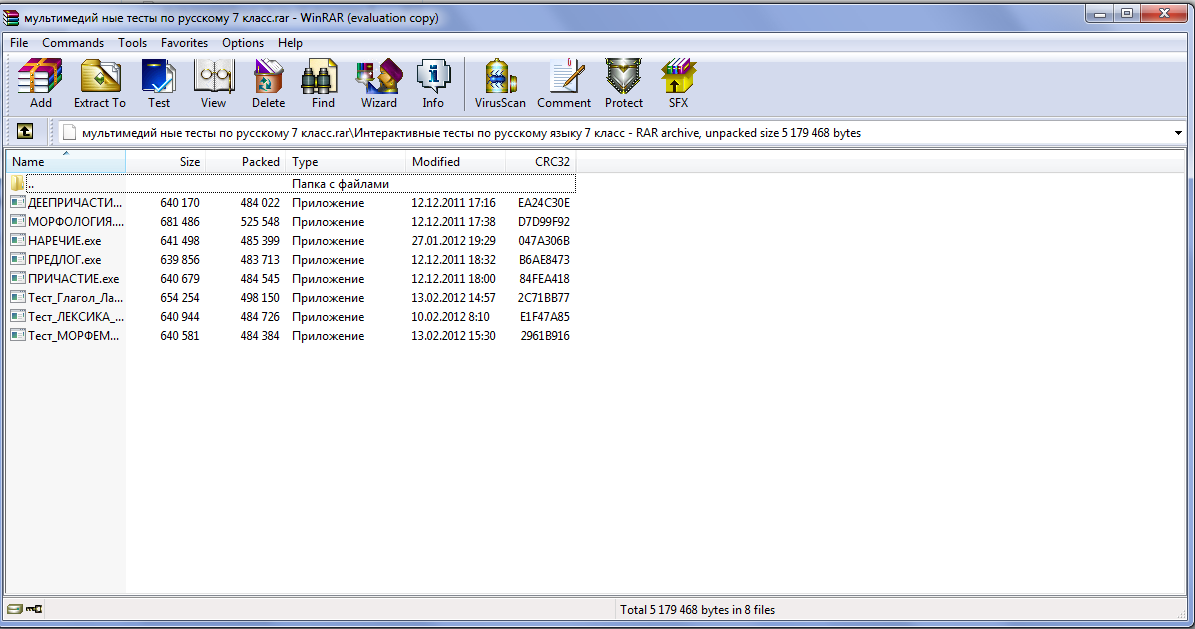 мультимедий ные тесты по русскому 7 класс.rar - WinRAR (evaluation copy)
File Commands Tools Favorites Options Help
Add Extract To Test View Delete Find Wizard Info VirusScan Comment Protect SFX
мультимедий ные тесты по русскому 7 класс.rar\Интерактивные тесты по русскому языку 7 класс - RAR archive, unpacked size 5 179 468 bytes
Name Size Packed Type Modified CRC32
.. Папка с файлами
ДЕЕПРИЧАСТИ... 640 170 484 022 Приложение 12.12.2011 17:16 EA24C30E
МОРФОЛОГИЯ.... 681 486 525 548 Приложение 12.12.2011 17:38 D7D99F92
НАРЕЧИЕ.exe 641 498 485 399 Приложение 27.01.2012 19:29 047A306B
ПРЕДЛОГ.exe 639 856 483 713 Приложение 12.12.2011 18:32 B6AE8473
ПРИЧАСТИЕ.exe 640 679 484 545 Приложение 12.12.2011 18:00 84FEA418
Тест_Глагол_Ла... 654 254 498 150 Приложение 13.02.2012 14:57 2C71BB77
Тест_ЛЕКСИКА_... 640 944 484 726 Приложение 10.02.2012 8:10 E1F47A85
Тест_МОРФЕМ... 640 581 484 384 Приложение 13.02.2012 15:30 2961B916
Total 5 179 468 bytes in 8 files